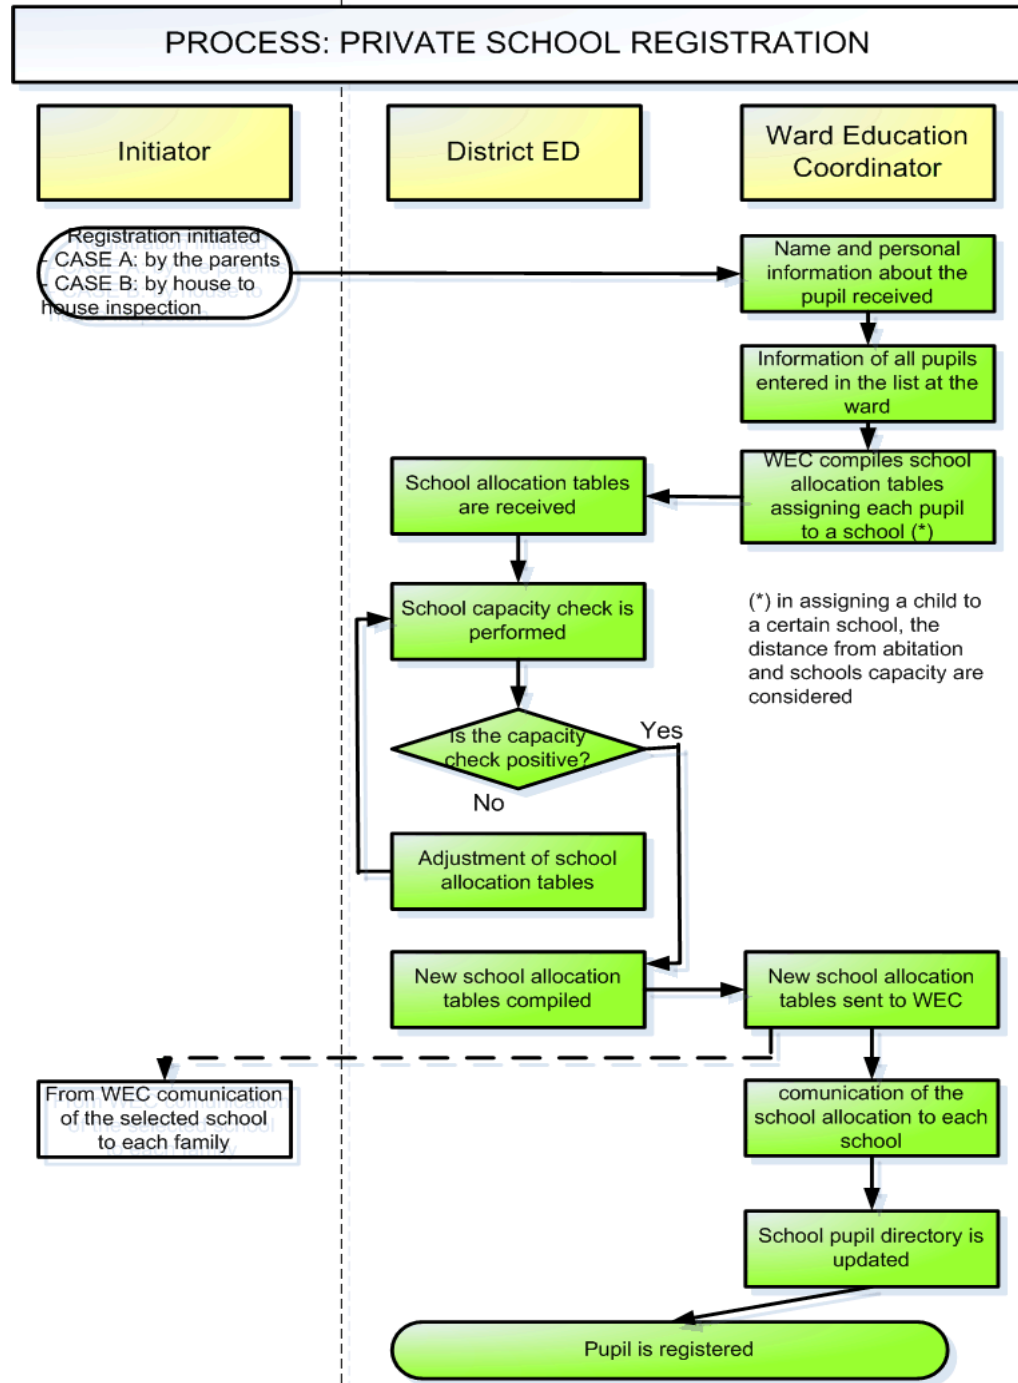 PROCESS: PRIVATE SCHOOL REGISTRATION
Initiator
District ED
Ward Education
Coordinator
Registration initiated
- CASE A: by the parents
- CASE B: by house to
house inspection
Name and personal
information about the
pupil received
Information of all pupils
entered in the list at the
ward
WEC compiles school
allocation tables
assigning each pupil
to a school (*)
School allocation tables
are received
School capacity check is
performed
(*) in assigning a child to
a certain school, the
distance from abitation
and schools capacity are
considered
Is the capacity
check positive?
Yes
No
Adjustment of school
allocation tables
New school allocation
tables compiled
New school allocation
tables sent to WEC
From WEC comunication
of the selected school
to each family
comunication of the
school allocation to each
school
School pupil directory is
updated
Pupil is registered